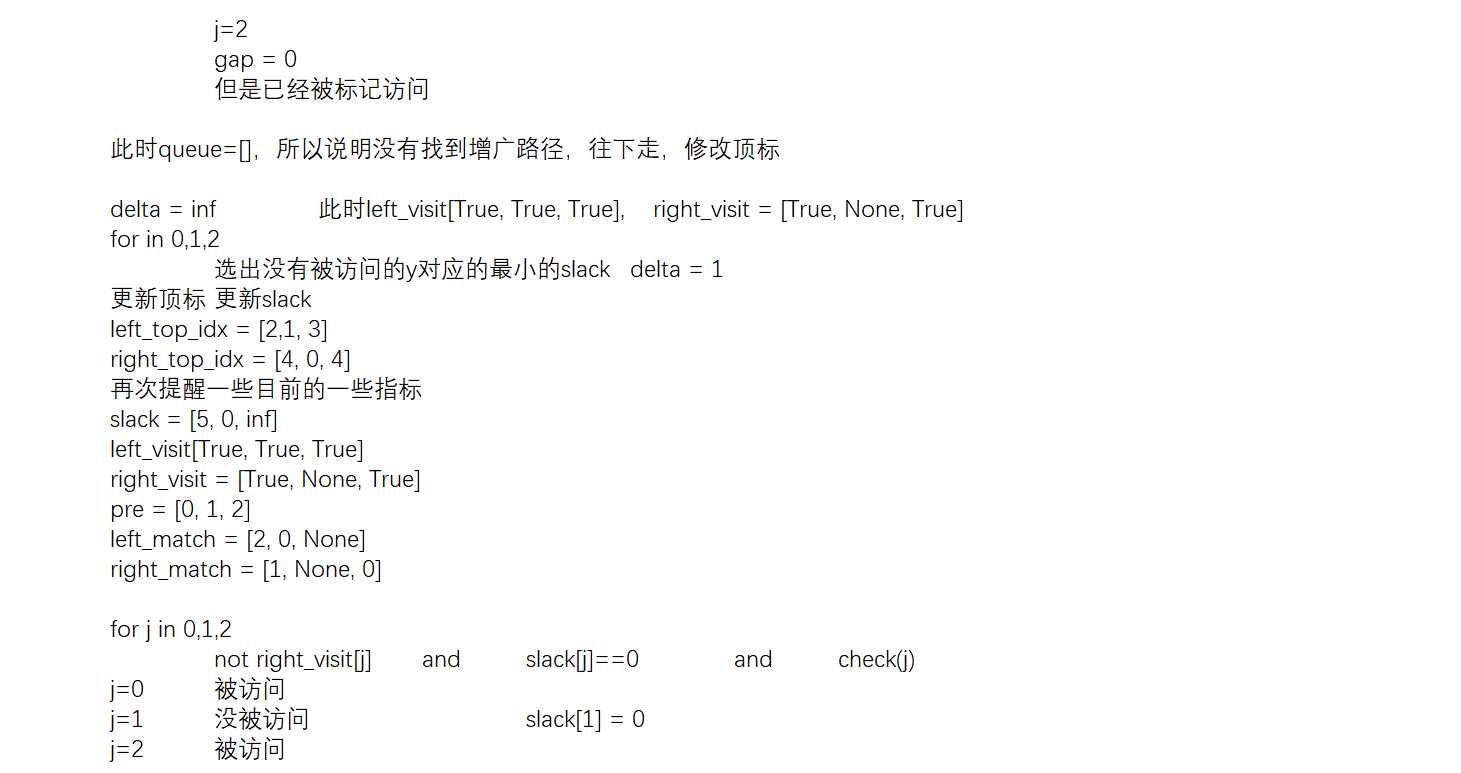 j=2
gap = 0
但是已经被标记访问
此时queue=[]，所以说明没有找到增广路径，往下走，修改顶标
delta = inf 此时left_visit[True, True, True], right_visit = [True, None, True]
for in 0,1,2
选出没有被访问的y对应的最小的slack delta = 1
更新顶标 更新slack
left_top_idx = [2,1, 3]
right_top_idx = [4, 0, 4]
再次提醒一些目前的一些指标
slack = [5, 0, inf]
left_visit[True, True, True]
right_visit = [True, None, True]
pre = [0, 1, 2]
left_match = [2, 0, None]
right_match = [1, None, 0]
for j in 0,1,2
not right_visit[j] and slack[j]==0 and check(j)
j=0 被访问
j=1 没被访问 slack[1] = 0
j=2 被访问